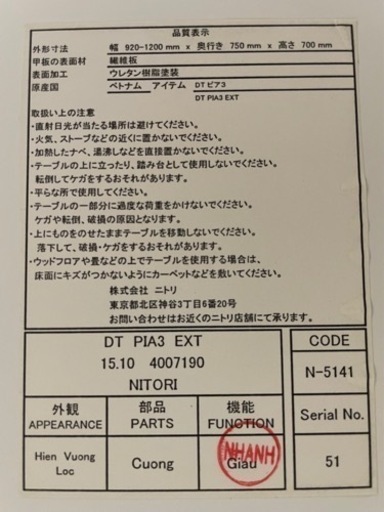 品質表示
外形寸法 幅 920-1200 mm x 奥行き 750 mm x 高さ 700 mm
甲板の表面材 繊維板
表面加工 ウレタン樹脂塗装
原産国 ベトナム アイテム DT ピア3
DT PIA3 EXT
取扱い上の注意
・直射日光が当たる場所は避けてください。
・火気、ストーブなどの近くに置かないでください。
・加熱したナベ、湯沸しなどを直接置かないでください。
・テーブルの上に立ったり、踏み台として使用しないでください。
転倒してケガをするおそれがあります。
・平らな所で使用してください。
・テーブルの一部分に過度な荷重をかけないでください。
ケガや転倒、破損の原因となります。
・上にものをのせたままテーブルを移動しないでください。
落下して、破損・ケガをするおそれがあります。
・ウッドフロアや畳などの上でテーブルを使用する場合は、
床面にキズがつかないようにカーペットなどを敷いてください。
株式会社 ニトリ
東京都北区神谷3丁目6番20号
お問い合わせはお近くのニトリ店舗にて承ります。
DT PIA3 EXT
15.10 4007190
NITORI
CODE
N-5141
外観 部品 機能
APPEARANCE PARTS FUNCTION
Serial No.
Hien Vuong
Loc
Cuong
Giau
NHANH
51